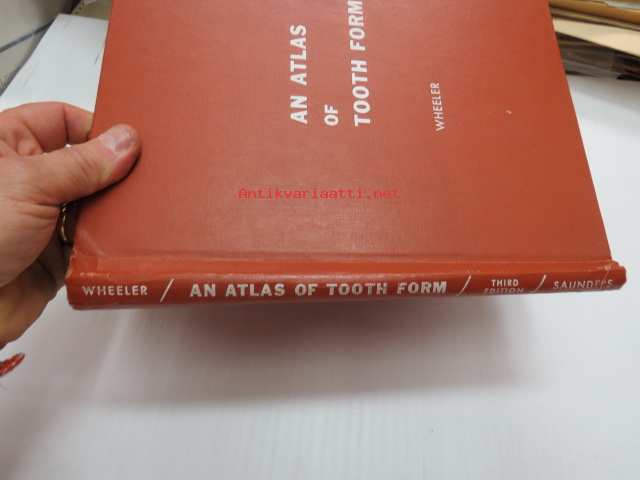 AN ATLAS
OF
TOOTH FORM
WHEELER
Antikvariaatti.net
WHEELER / AN ATLAS OF TOOTH FORM / THIRD EDITION / SAUNDERS